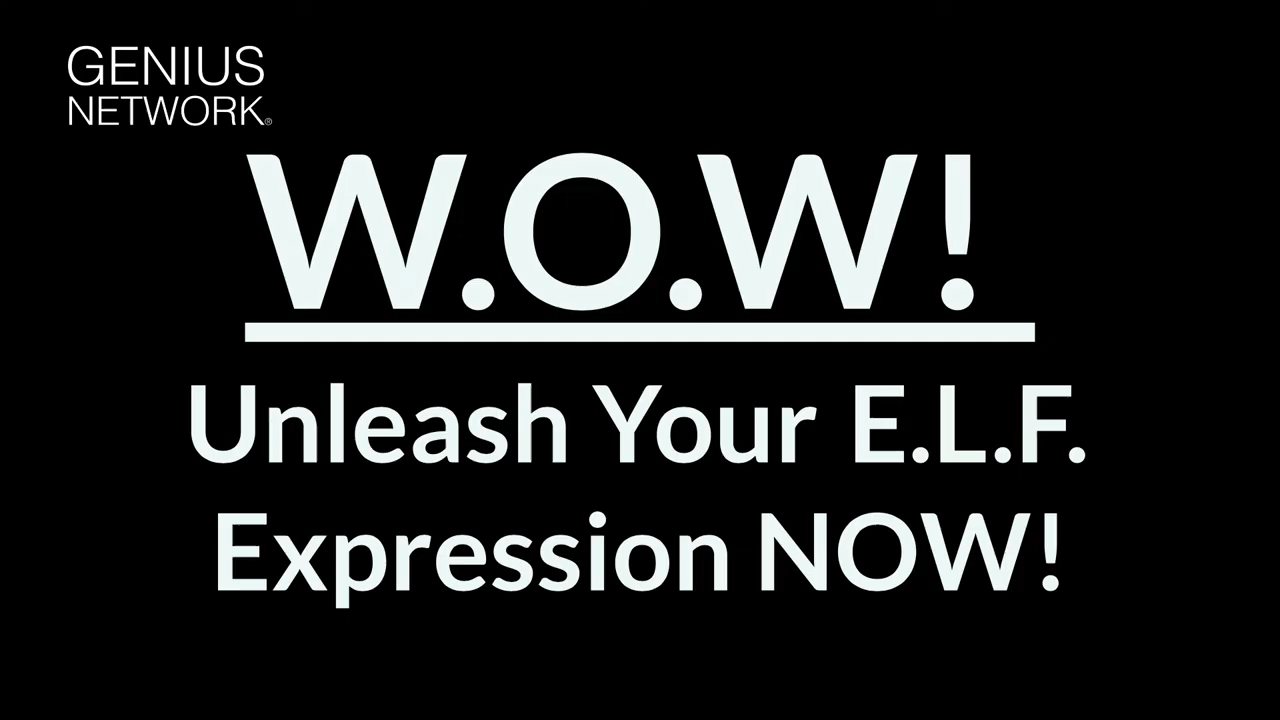 GENIUS
NETWORK®
W.O.W!
Unleash Your E.L.F.
Expression NOW!